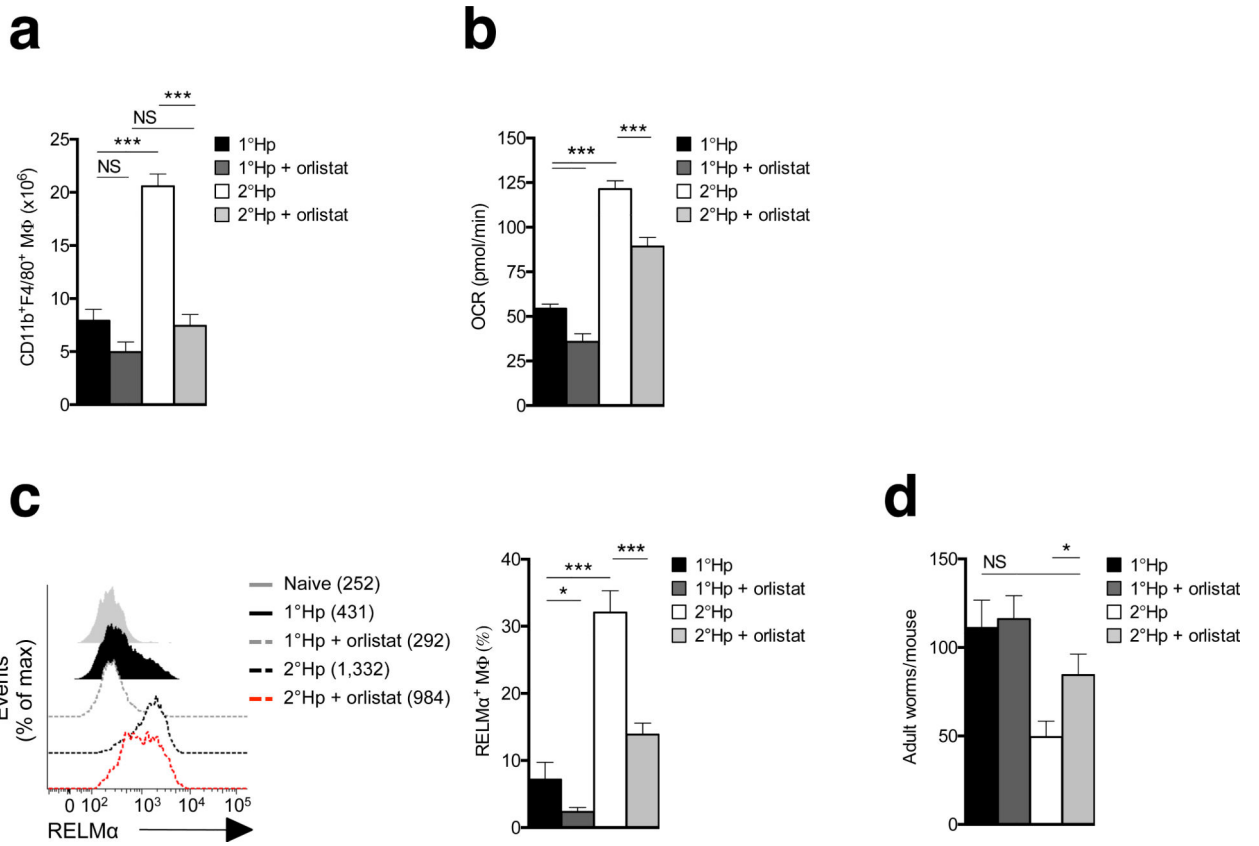 a
***
NS
***
NS
25
20
15
10
5
0
CD11b⁺F4/80⁺ MΦ (x10⁶)
1°Hp
1°Hp + orlistat
2°Hp
2°Hp + orlistat
b
***
***
150
125
100
75
50
25
0
OCR (pmol/min)
1°Hp
1°Hp + orlistat
2°Hp
2°Hp + orlistat
c
Events
(% of max)
0 10² 10³ 10⁴ 10⁵
RELMα
Naive (252)
1°Hp (431)
1°Hp + orlistat (292)
2°Hp (1,332)
2°Hp + orlistat (984)
***
***
*
40
30
20
10
0
RELMα⁺ MΦ (%)
1°Hp
1°Hp + orlistat
2°Hp
2°Hp + orlistat
d
*
NS
150
100
50
0
Adult worms/mouse
1°Hp
1°Hp + orlistat
2°Hp
2°Hp + orlistat